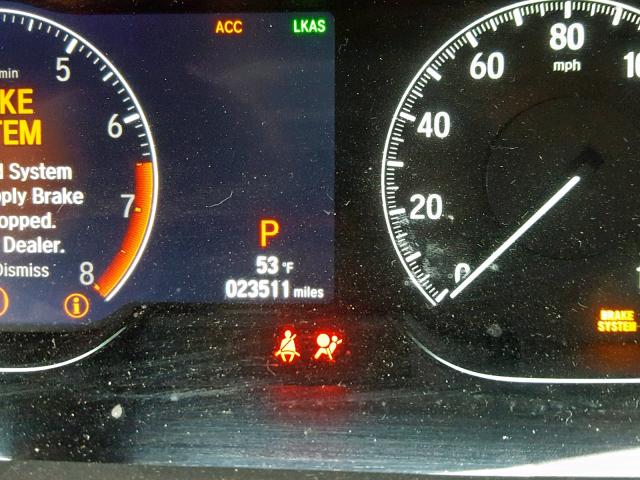 ACC LKAS
min
5
KE
TEM
6
System
ply Brake
7
opped.
Dealer.
Dismiss
8
i
P
53 °F
023511 miles
80
60 10
mph
40
20
0
BRAKE
SYSTEM